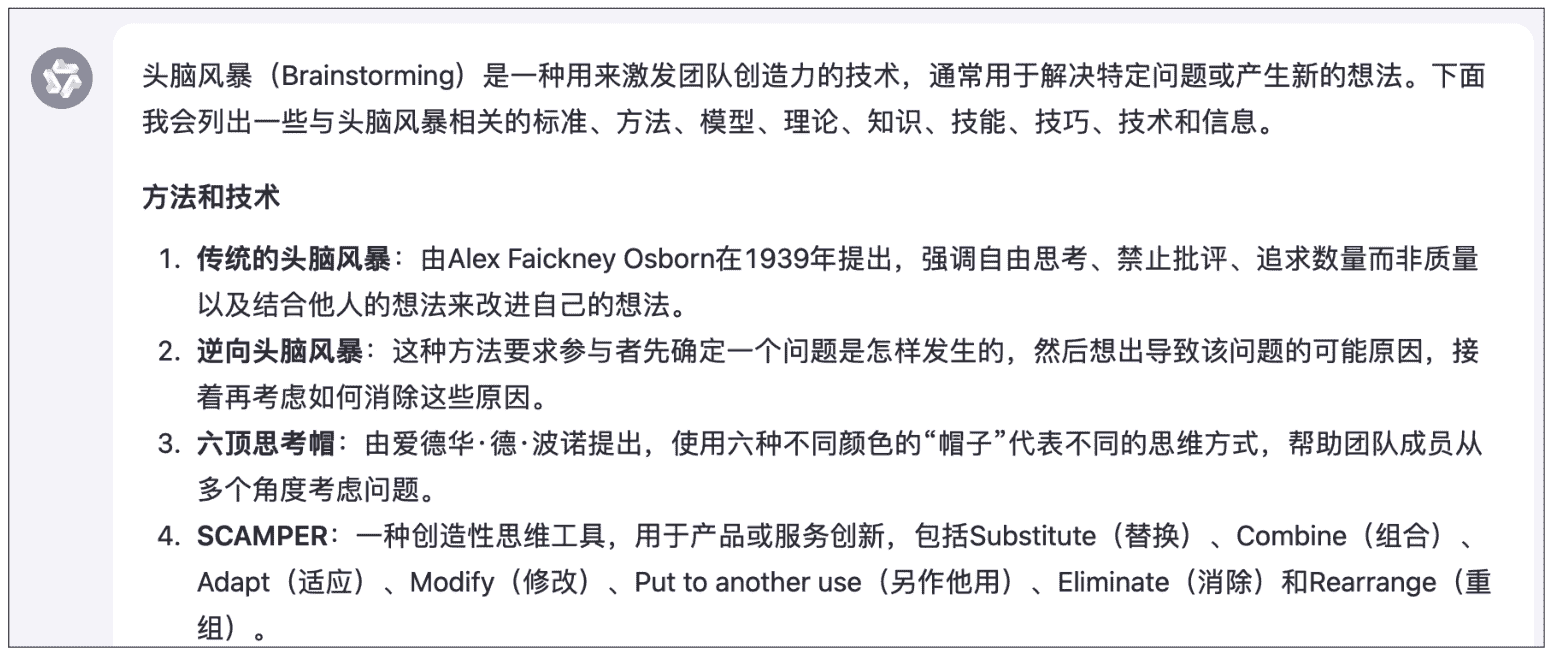 头脑风暴（Brainstorming）是一种用来激发团队创造力的技术，通常用于解决特定问题或产生新的想法。下面
我会列出一些与头脑风暴相关的标准、方法、模型、理论、知识、技能、技巧、技术和信息。
方法和技术
1. 传统的头脑风暴：由Alex Faickney Osborn在1939年提出，强调自由思考、禁止批评、追求数量而非质量
以及结合他人的想法来改进自己的想法。
2. 逆向头脑风暴：这种方法要求参与者先确定一个问题是怎样发生的，然后想出导致该问题的可能原因，接
着再考虑如何消除这些原因。
3. 六顶思考帽：由爱德华·德·波诺提出，使用六种不同颜色的“帽子”代表不同的思维方式，帮助团队成员从
多个角度考虑问题。
4. SCAMPER：一种创造性思维工具，用于产品或服务创新，包括Substitute（替换）、Combine（组合）、
Adapt（适应）、Modify（修改）、Put to another use（另作他用）、Eliminate（消除）和Rearrange（重
组）。